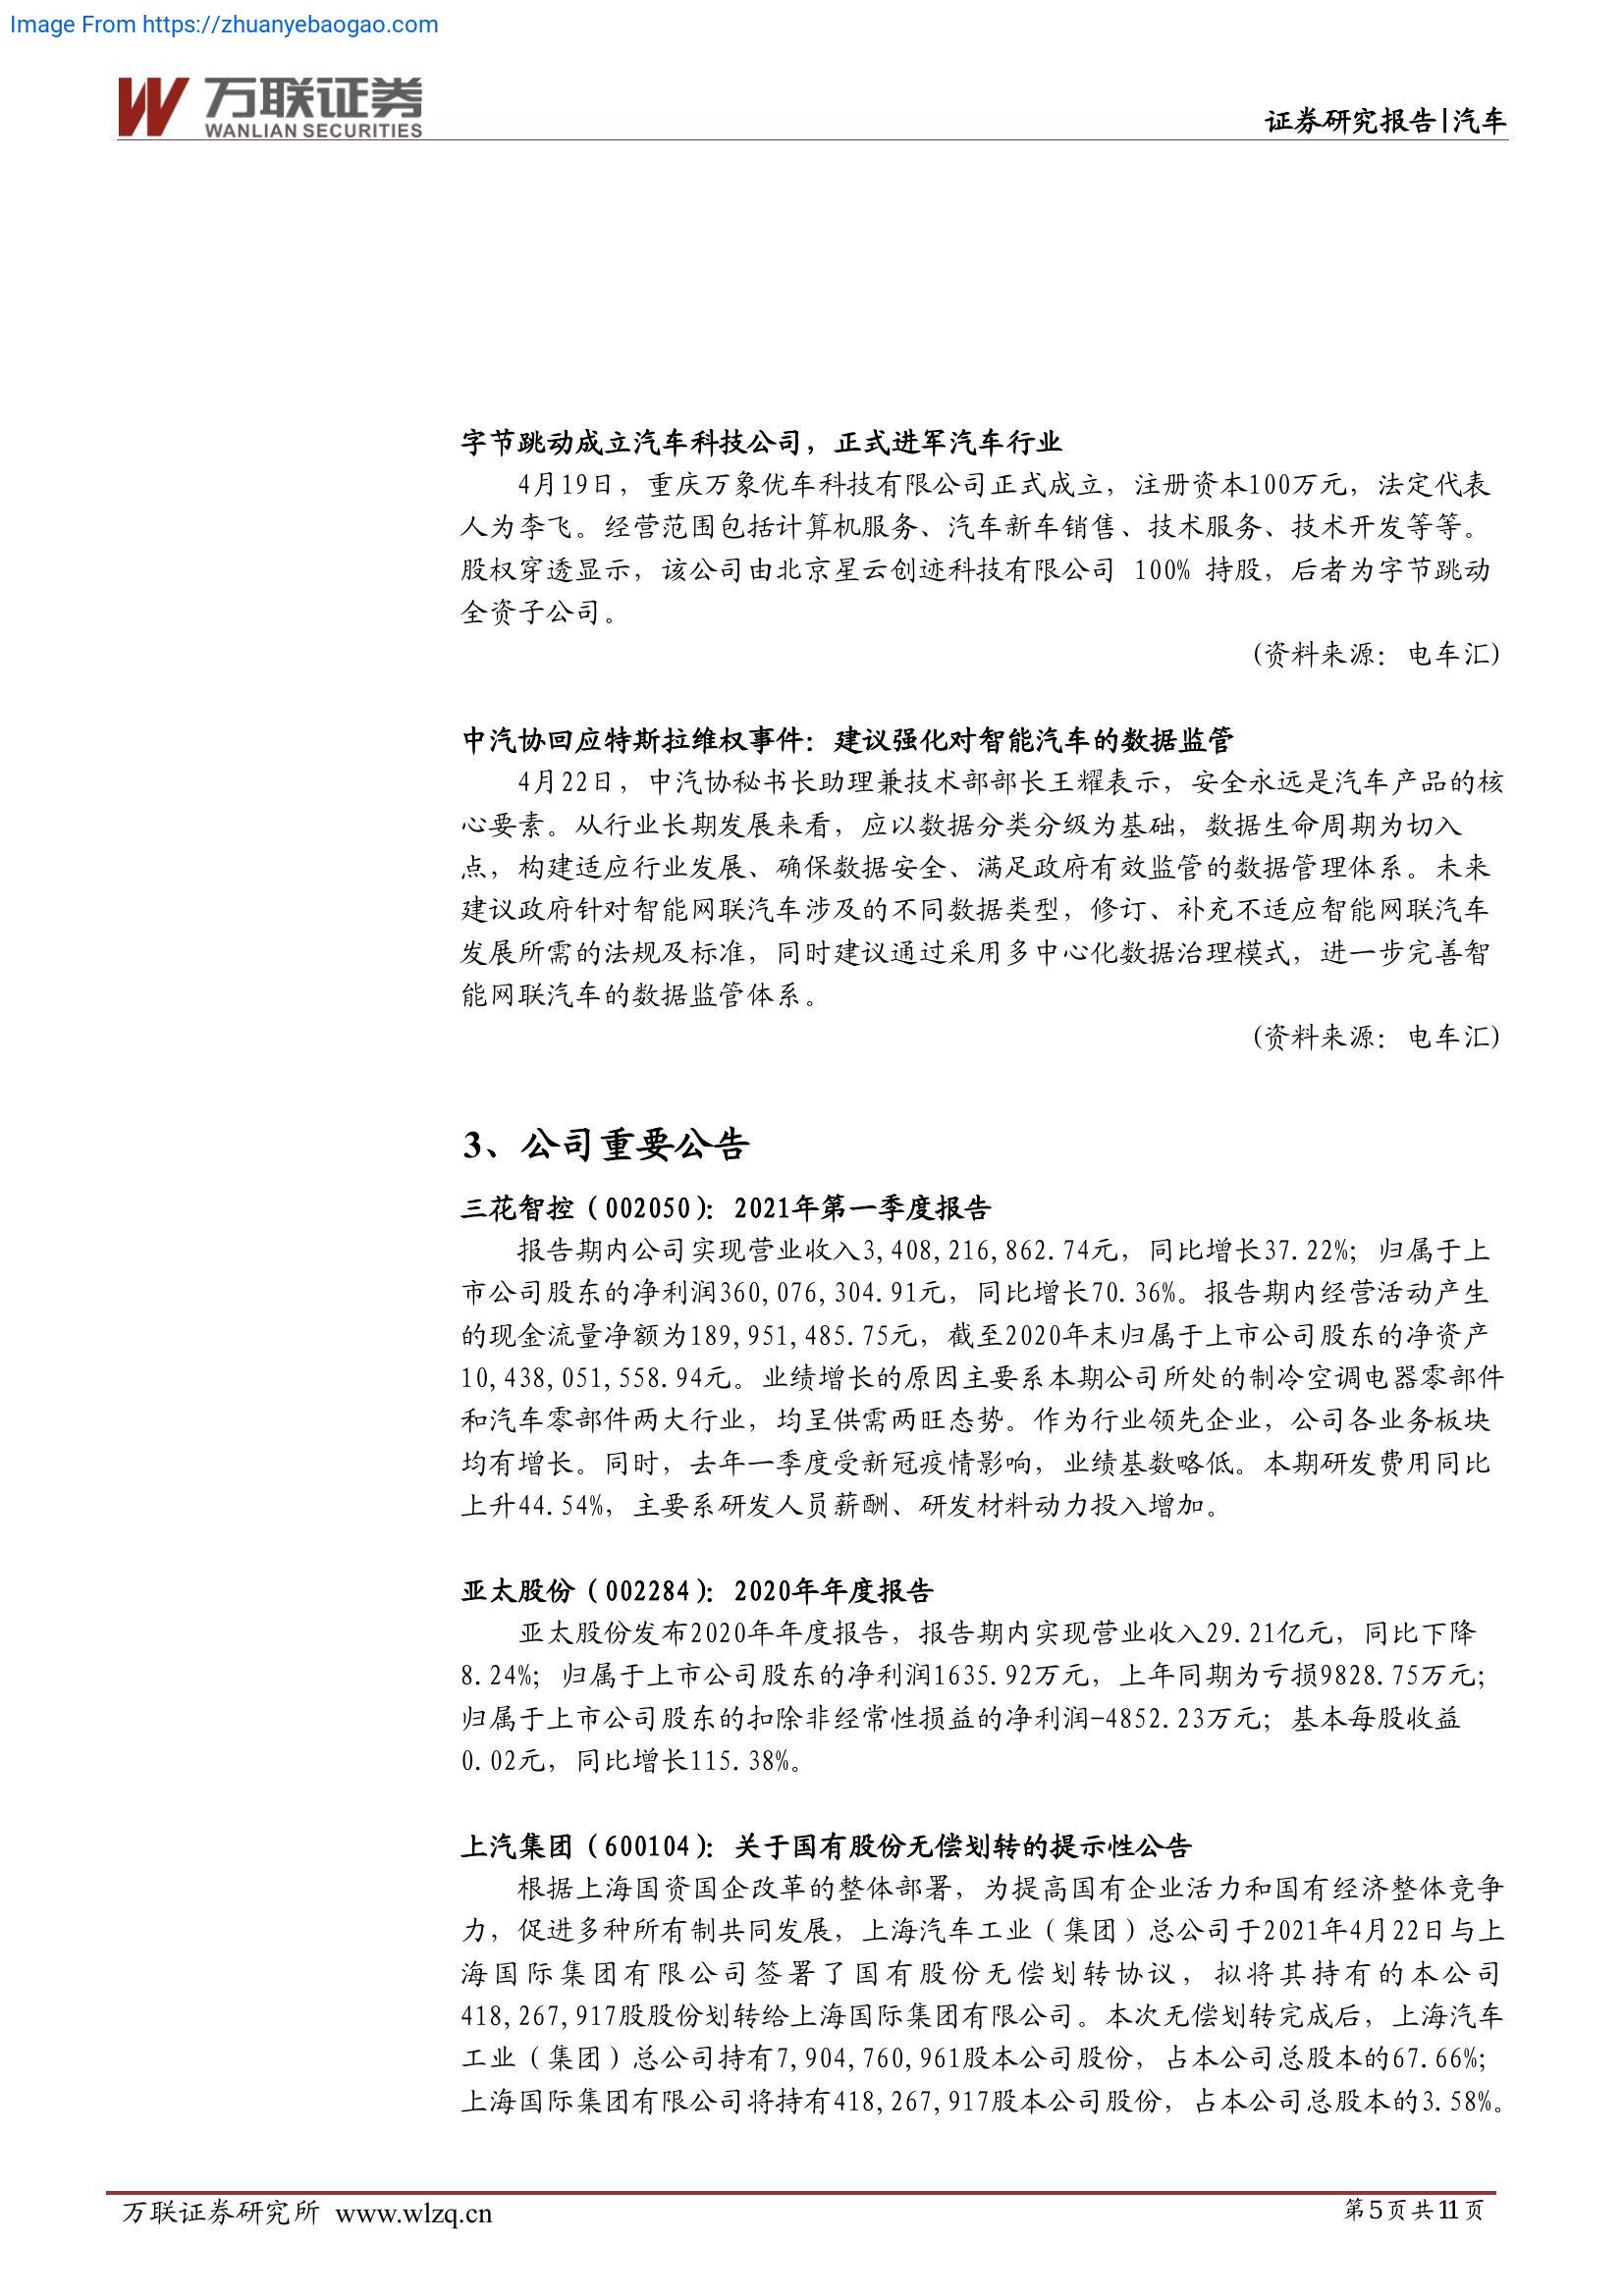 Image From https://zhuanyebaogao.com
万联证券
WANLIAN SECURITIES
证券研究报告|汽车
字节跳动成立汽车科技公司，正式进军汽车行业
4月19日，重庆万象优车科技有限公司正式成立，注册资本100万元，法定代表
人为李飞。经营范围包括计算机服务、汽车新车销售、技术服务、技术开发等等。
股权穿透显示，该公司由北京星云创迹科技有限公司 100% 持股，后者为字节跳动
全资子公司。
(资料来源：电车汇)
中汽协回应特斯拉维权事件：建议强化对智能汽车的数据监管
4月22日，中汽协秘书长助理兼技术部部长王耀表示，安全永远是汽车产品的核
心要素。从行业长期发展来看，应以数据分类分级为基础，数据生命周期为切入
点，构建适应行业发展、确保数据安全、满足政府有效监管的数据管理体系。未来
建议政府针对智能网联汽车涉及的不同数据类型，修订、补充不适应智能网联汽车
发展所需的法规及标准，同时建议通过采用多中心化数据治理模式，进一步完善智
能网联汽车的数据监管体系。
(资料来源：电车汇)
3、公司重要公告
三花智控（002050）：2021年第一季度报告
报告期内公司实现营业收入3,408,216,862.74元，同比增长37.22%；归属于上
市公司股东的净利润360,076,304.91元，同比增长70.36%。报告期内经营活动产生
的现金流量净额为189,951,485.75元，截至2020年末归属于上市公司股东的净资产
10,438,051,558.94元。业绩增长的原因主要系本期公司所处的制冷空调电器零部件
和汽车零部件两大行业，均呈供需两旺态势。作为行业领先企业，公司各业务板块
均有增长。同时，去年一季度受新冠疫情影响，业绩基数略低。本期研发费用同比
上升44.54%，主要系研发人员薪酬、研发材料动力投入增加。
亚太股份（002284）：2020年年度报告
亚太股份发布2020年年度报告，报告期内实现营业收入29.21亿元，同比下降
8.24%；归属于上市公司股东的净利润1635.92万元，上年同期为亏损9828.75万元；
归属于上市公司股东的扣除非经常性损益的净利润-4852.23万元；基本每股收益
0.02元，同比增长115.38%。
上汽集团（600104）：关于国有股份无偿划转的提示性公告
根据上海国资国企改革的整体部署，为提高国有企业活力和国有经济整体竞争
力，促进多种所有制共同发展，上海汽车工业（集团）总公司于2021年4月22日与上
海国际集团有限公司签署了国有股份无偿划转协议，拟将其持有的本公司
418,267,917股股份划转给上海国际集团有限公司。本次无偿划转完成后，上海汽车
工业（集团）总公司持有7,904,760,961股本公司股份，占本公司总股本的67.66%；
上海国际集团有限公司将持有418,267,917股本公司股份，占本公司总股本的3.58%。
万联证券研究所 www.wlzq.cn
第5页共11页